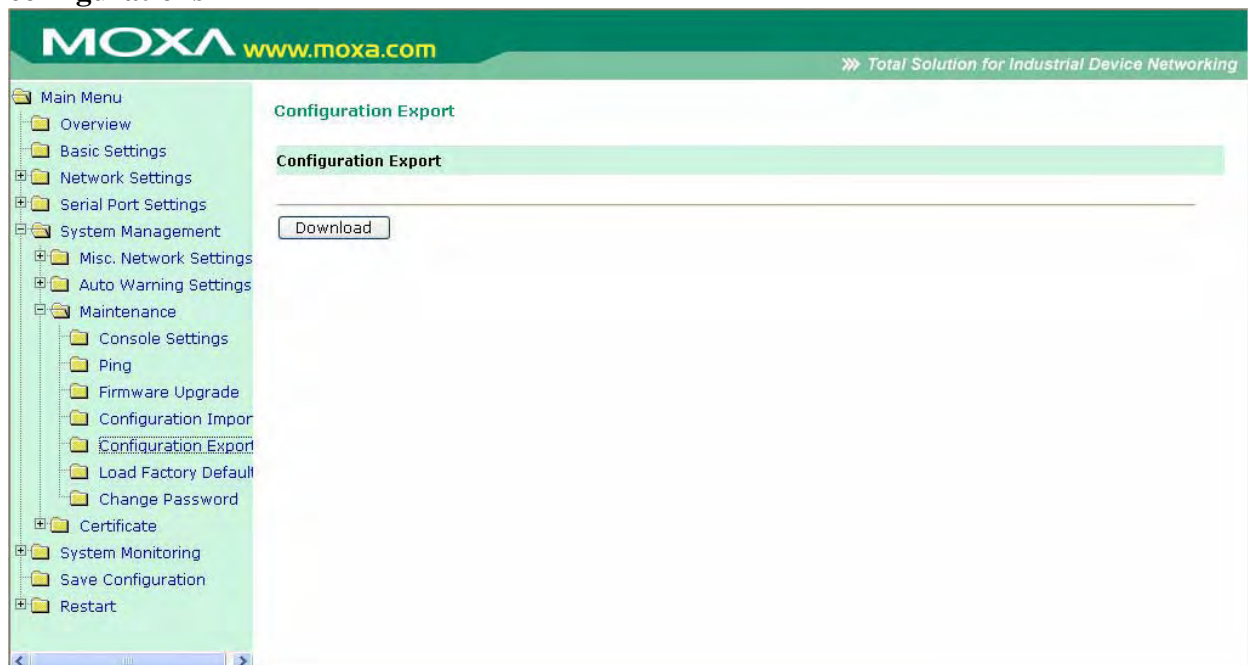 MOXA www.moxa.com
Total Solution for Industrial Device Networking
Main Menu
Overview
Basic Settings
Network Settings
Serial Port Settings
System Management
Misc. Network Settings
Auto Warning Settings
Maintenance
Console Settings
Ping
Firmware Upgrade
Configuration Impor
Configuration Export
Load Factory Default
Change Password
Certificate
System Monitoring
Save Configuration
Restart
Configuration Export
Configuration Export
Download